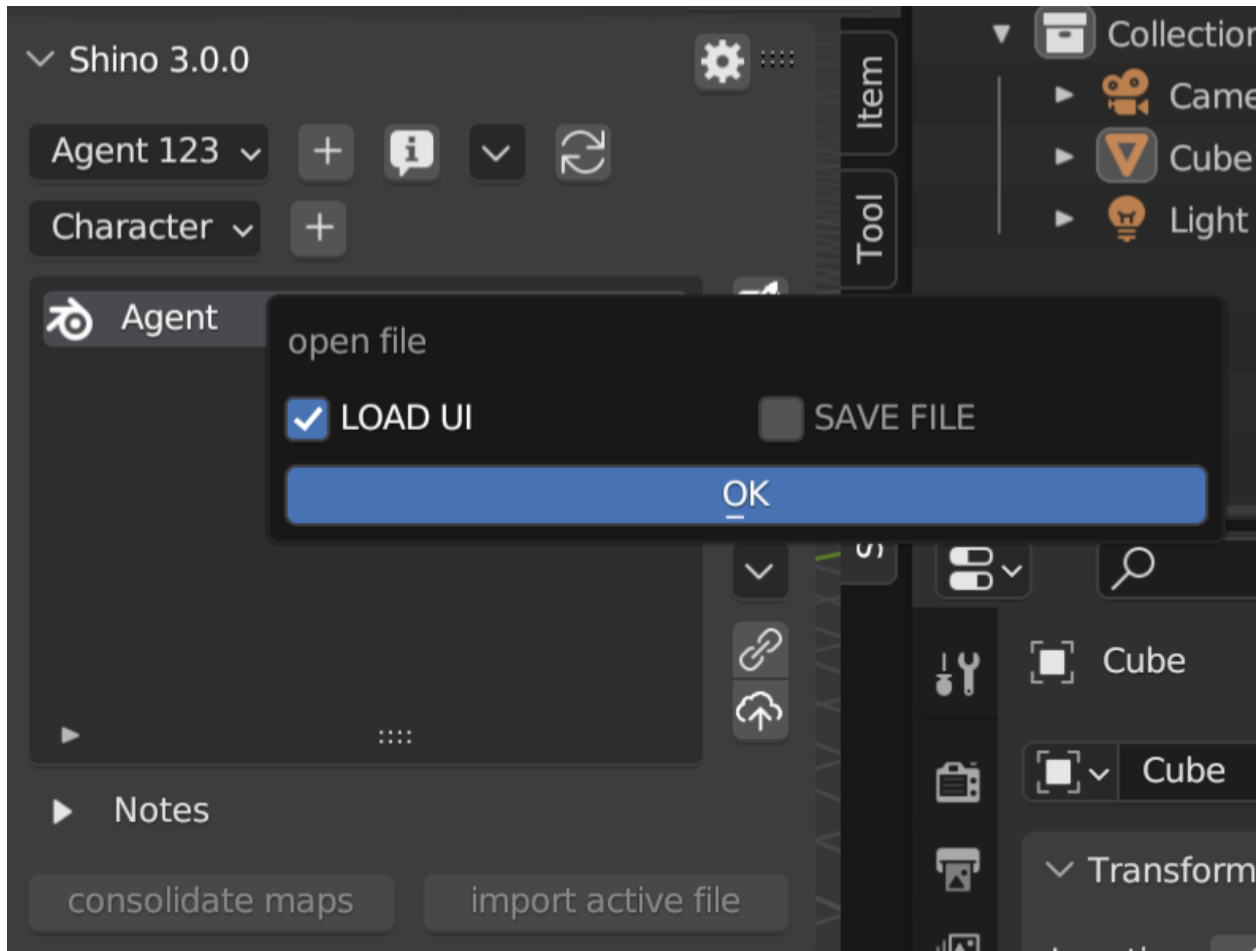 Shino 3.0.0
Agent 123
Character
Agent
open file
LOAD UI
SAVE FILE
OK
Notes
consolidate maps
import active file
Item
Tool
Collection
Came
Cube
Light
Cube
Cube
Transform